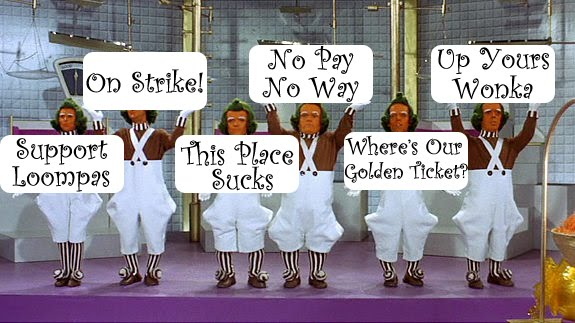 On Strike!
No Pay
No Way
Up Yours
Wonka
Support
Loompas
This Place
Sucks
Where's Our
Golden Ticket?